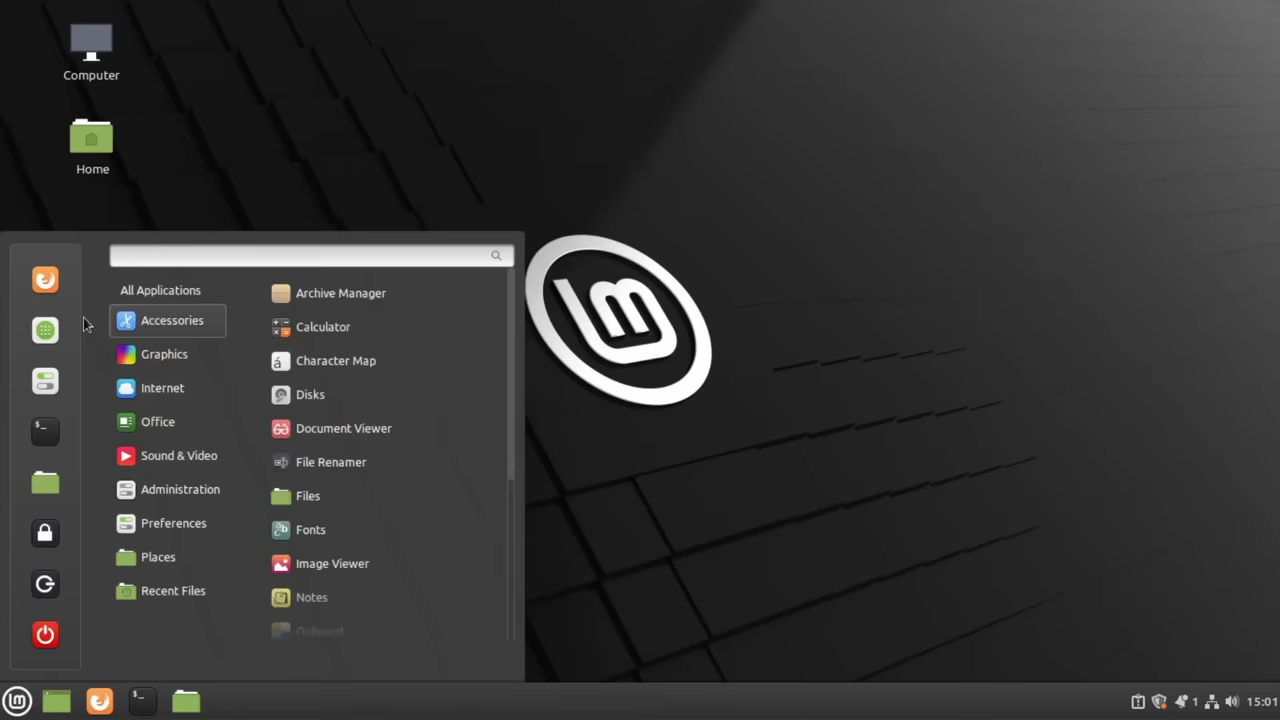 Computer
Home
All Applications
Accessories
Graphics
Internet
Office
Sound & Video
Administration
Preferences
Places
Recent Files
Archive Manager
Calculator
Character Map
Disks
Document Viewer
File Renamer
Files
Fonts
Image Viewer
Notes
Onboard
1
15:01